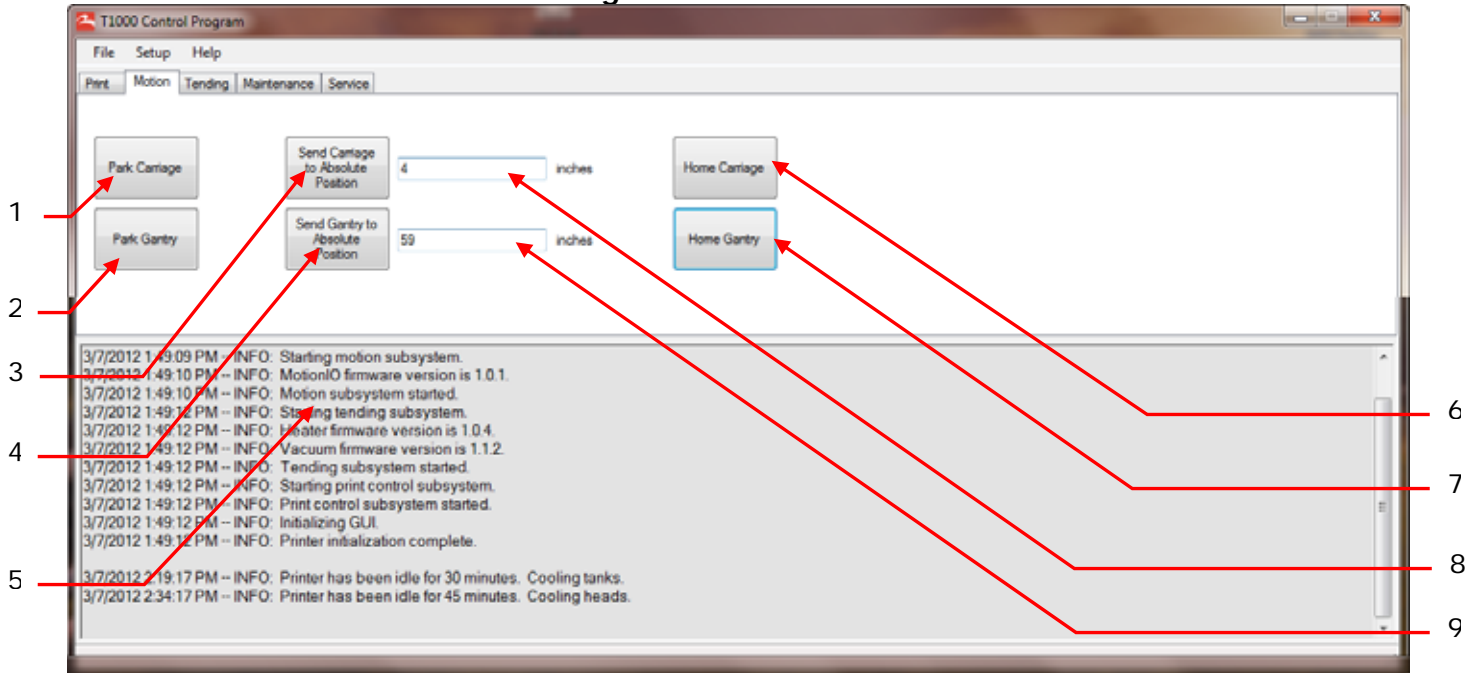 T1000 Control Program
File Setup Help
Print Motion Tending Maintenance Service
Park Carriage
Send Carriage
to Absolute
Position
4
inches
Home Carriage
1
Park Gantry
Send Gantry to
Absolute
Position
59
inches
Home Gantry
2
3/7/2012 1:49:09 PM -- INFO: Starting motion subsystem.
3
3/7/2012 1:49:10 PM -- INFO: MotionIO firmware version is 1.0.1.
3/7/2012 1:49:10 PM -- INFO: Motion subsystem started.
3/7/2012 1:49:12 PM -- INFO: Starting tending subsystem.
6
3/7/2012 1:49:12 PM -- INFO: Heater firmware version is 1.0.4.
3/7/2012 1:49:12 PM -- INFO: Vacuum firmware version is 1.1.2.
4
3/7/2012 1:49:12 PM -- INFO: Tending subsystem started.
3/7/2012 1:49:12 PM -- INFO: Starting print control subsystem.
7
3/7/2012 1:49:12 PM -- INFO: Print control subsystem started.
3/7/2012 1:49:12 PM -- INFO: Initializing GUI.
3/7/2012 1:49:12 PM -- INFO: Printer initialization complete.
8
3/7/2012 2:19:17 PM -- INFO: Printer has been idle for 30 minutes. Cooling tanks.
5
3/7/2012 2:34:17 PM -- INFO: Printer has been idle for 45 minutes. Cooling heads.
9